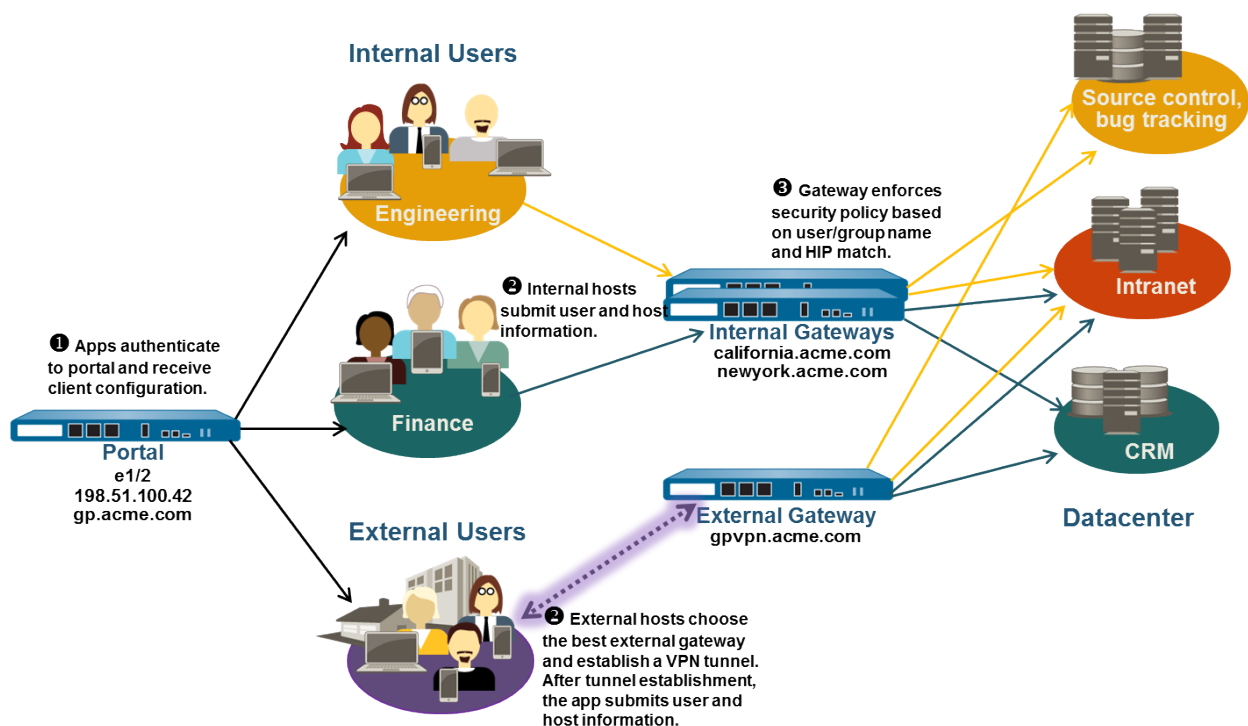 Internal Users
Engineering
❷ Internal hosts
submit user and host
information.
Finance
❶ Apps authenticate
to portal and receive
client configuration.
Portal
e1/2
198.51.100.42
gp.acme.com
External Users
❷ External hosts choose
the best external gateway
and establish a VPN tunnel.
After tunnel establishment,
the app submits user and
host information.
❸ Gateway enforces
security policy based
on user/group name
and HIP match.
Internal Gateways
california.acme.com
newyork.acme.com
External Gateway
gpvpn.acme.com
Source control,
bug tracking
Intranet
CRM
Datacenter